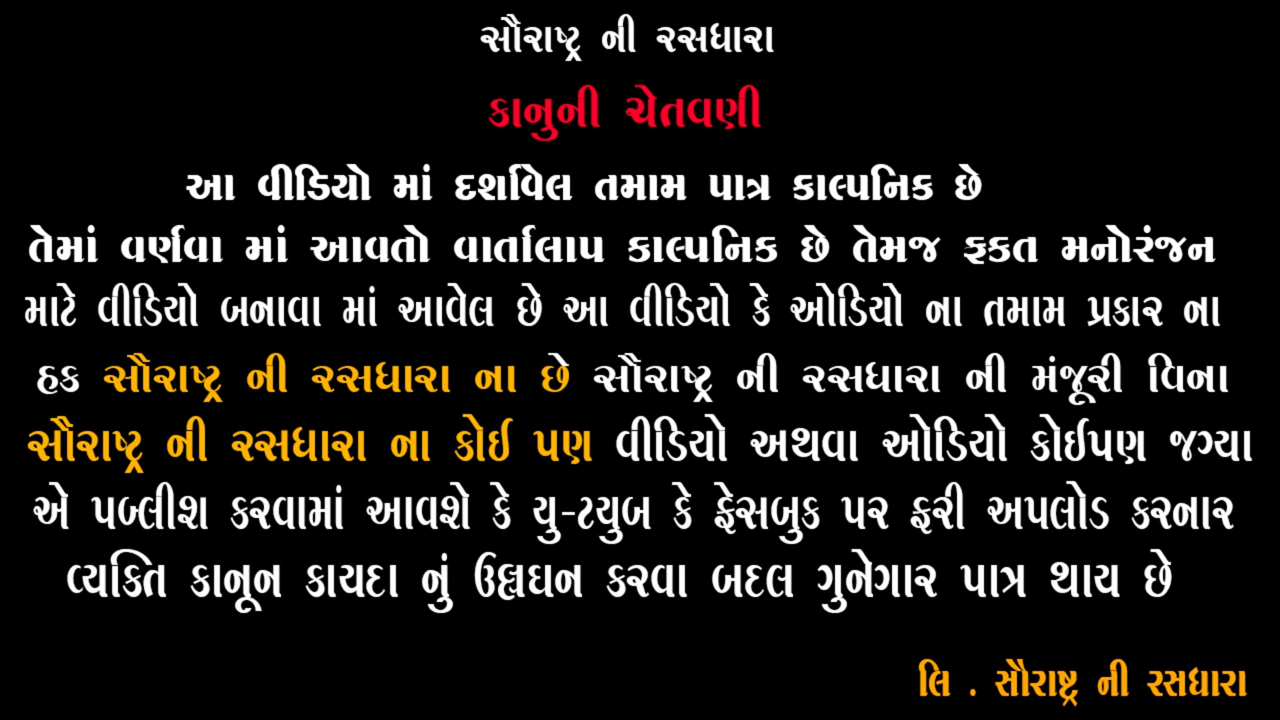 સૌરાષ્ટ્ર ની રસધારા
કાનુની ચેતવણી
આ વીડિયો માં દર્શાવેલ તમામ પાત્ર કાલ્પનિક છે
તેમાં વર્ણવા માં આવતો વાર્તાલાપ કાલ્પનિક છે તેમજ ફકત મનોરંજન
માટે વીડિયો બનાવા માં આવેલ છે આ વીડિયો કે ઓડિયો ના તમામ પ્રકાર ના
હક સૌરાષ્ટ્ર ની રસધારા ના છે સૌરાષ્ટ્ર ની રસધારા ની મંજૂરી વિના
સૌરાષ્ટ્ર ની રસધારા ના કોઈ પણ વીડિયો અથવા ઓડિયો કોઈપણ જગ્યા
એ પબ્લીશ કરવામાં આવશે કે યુ-ટયુબ કે ફેસબુક પર ફરી અપલોડ કરનાર
વ્યક્તિ કાનૂન કાયદા નું ઉલ્લઘન કરવા બદલ ગુનેગાર પાત્ર થાય છે
લિ . સૌરાષ્ટ્ર ની રસધારા